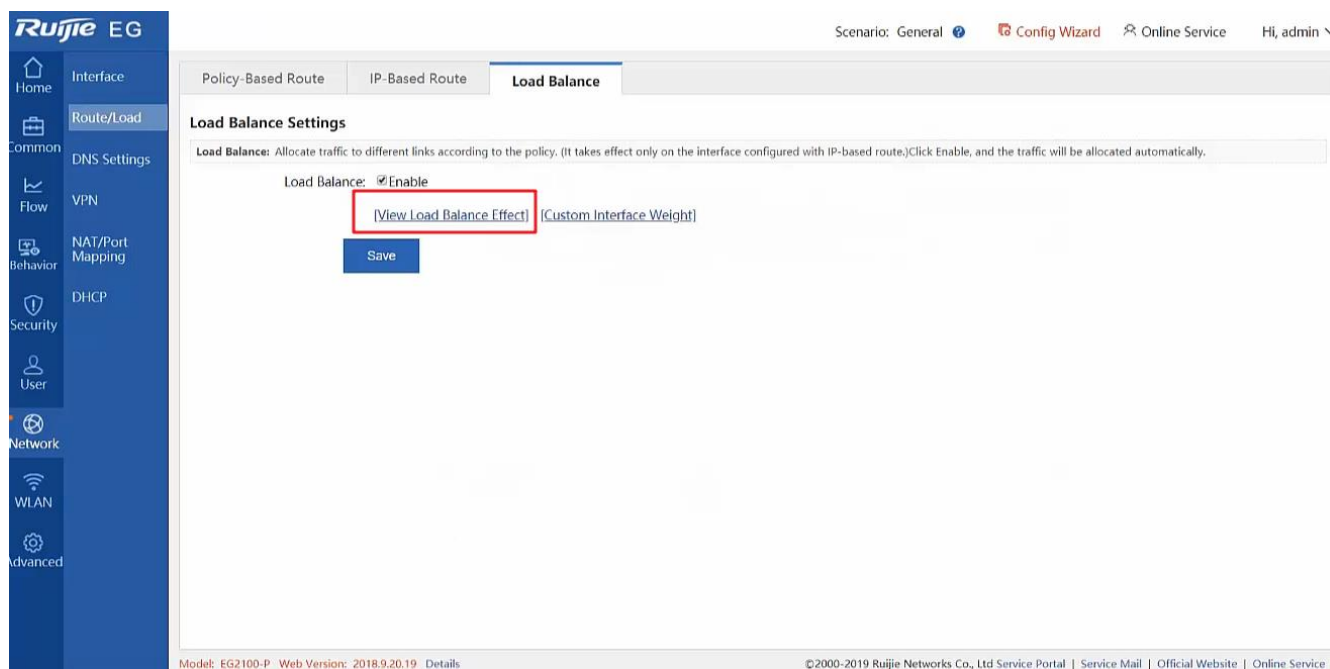 Ruijie EG
Scenario: General ? Config Wizard Online Service Hi, admin
Home
Common
Flow
Behavior
Security
User
Network
WLAN
Advanced
Interface
Route/Load
DNS Settings
VPN
NAT/Port
Mapping
DHCP
Policy-Based Route IP-Based Route Load Balance
Load Balance Settings
Load Balance: Allocate traffic to different links according to the policy. (It takes effect only on the interface configured with IP-based route.)Click Enable, and the traffic will be allocated automatically.
Load Balance: Enable
[View Load Balance Effect] [Custom Interface Weight]
Save
Model: EG2100-P Web Version: 2018.9.20.19 Details ©2000-2019 Ruijie Networks Co., Ltd Service Portal | Service Mail | Official Website | Online Service